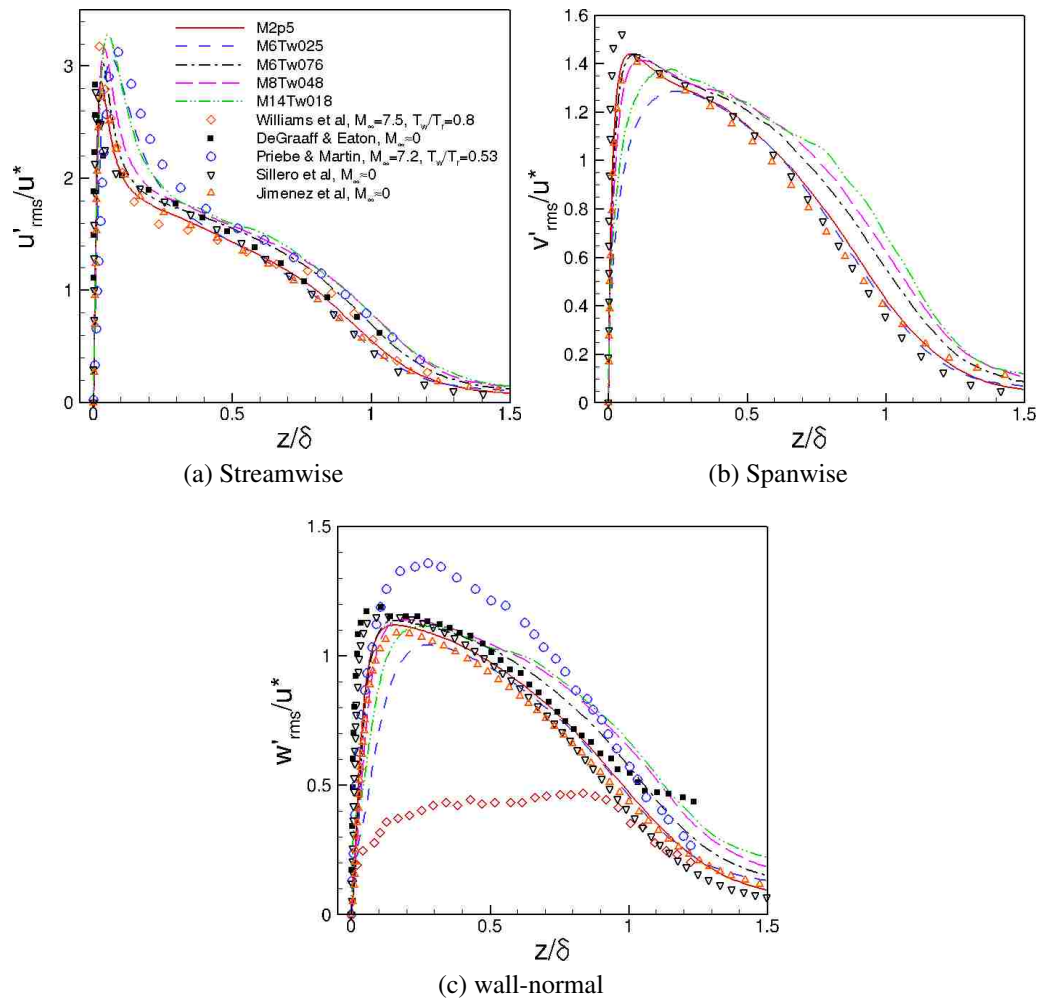 M2p5
M6Tw025
M6Tw076
M8Tw048
M14Tw018
Williams et al, M∞=7.5, Tw/Tr=0.8
DeGraaff & Eaton, M∞≈0
Priebe & Martin, M∞=7.2, Tw/Tr=0.53
Sillero et al, M∞≈0
Jimenez et al, M∞≈0
u'rms/u*
3
2
1
0
0 0.5 1 1.5
z/δ
(a) Streamwise
v'rms/u*
1.6
1.4
1.2
1
0.8
0.6
0.4
0.2
0
0 0.5 1 1.5
z/δ
(b) Spanwise
w'rms/u*
1.5
1
0.5
0
0 0.5 1 1.5
z/δ
(c) wall-normal